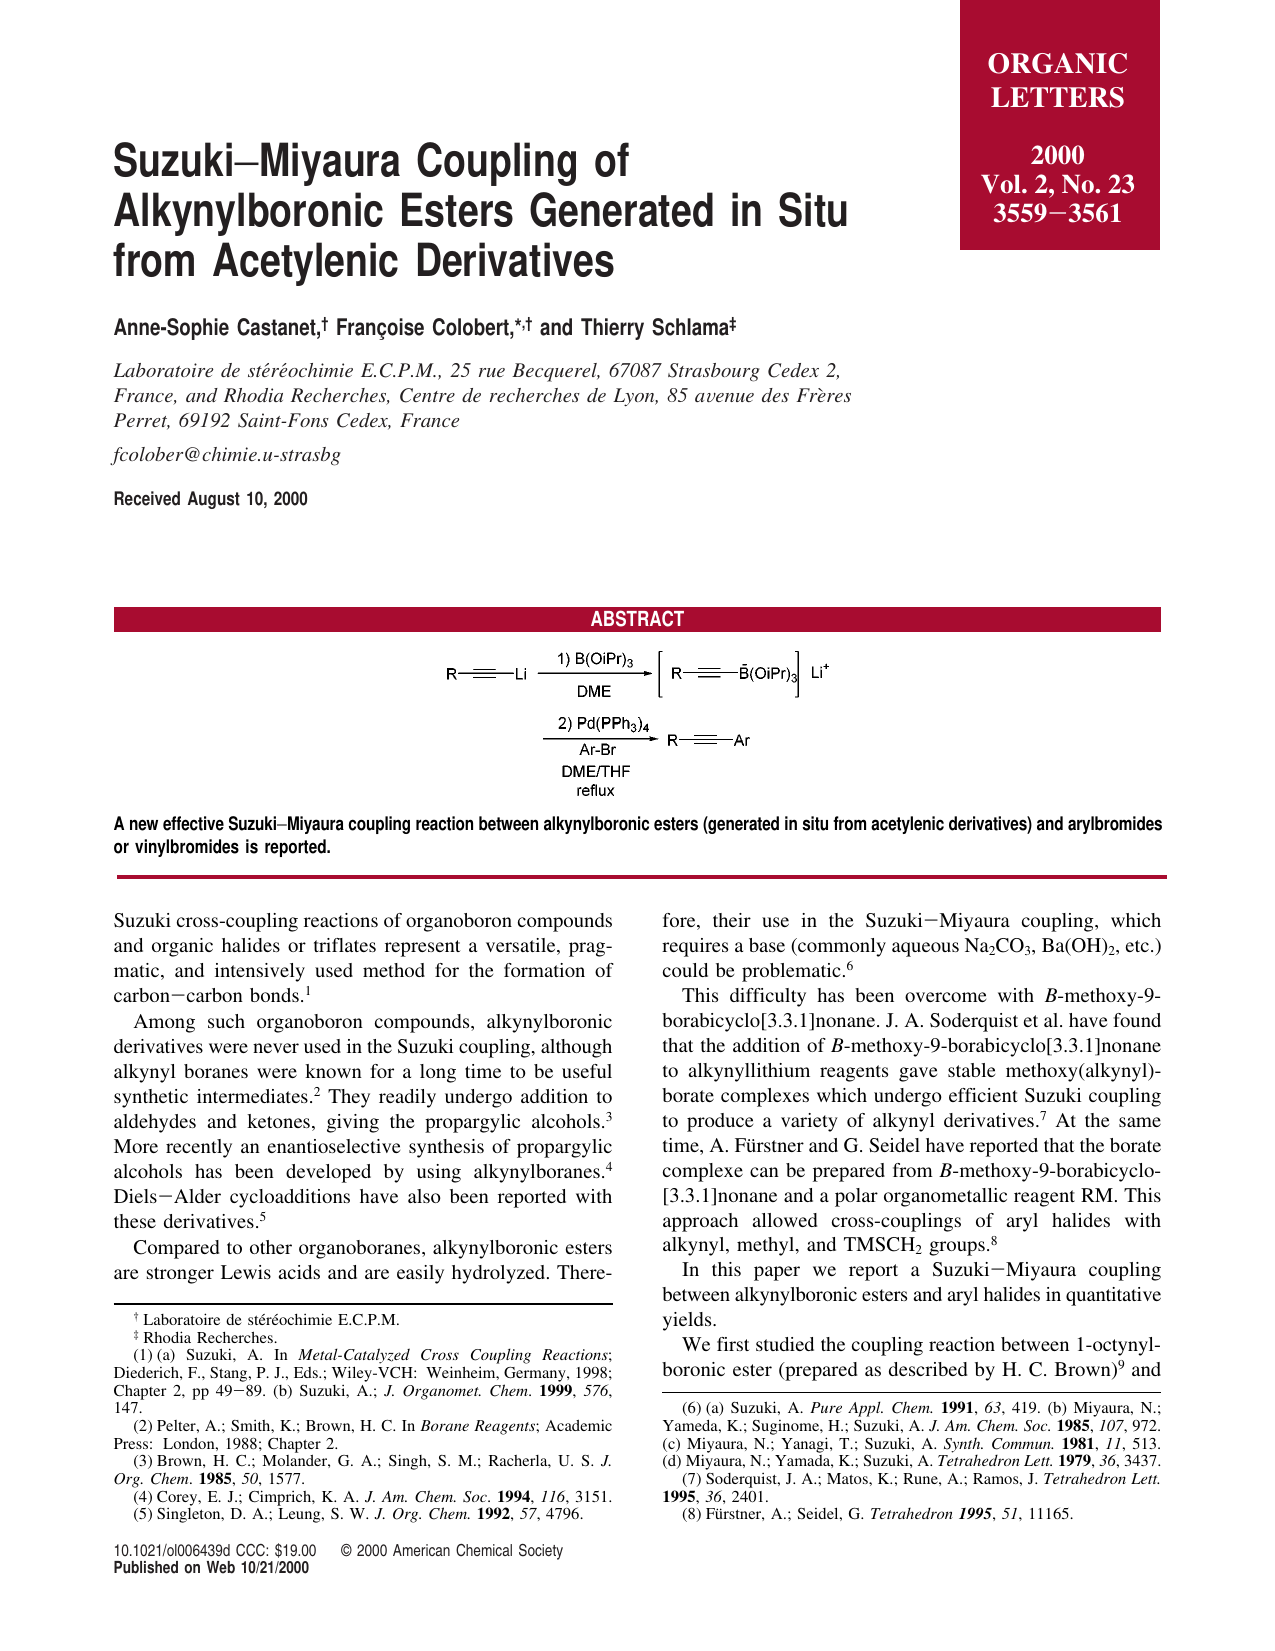 ORGANIC
LETTERS
2000
Vol. 2, No. 23
3559−3561
Suzuki−Miyaura Coupling of
Alkynylboronic Esters Generated in Situ
from Acetylenic Derivatives
Anne-Sophie Castanet,† Françoise Colobert,*,† and Thierry Schlama‡
Laboratoire de stéréochimie E.C.P.M., 25 rue Becquerel, 67087 Strasbourg Cedex 2,
France, and Rhodia Recherches, Centre de recherches de Lyon, 85 avenue des Frères
Perret, 69192 Saint-Fons Cedex, France
fcolober@chimie.u-strasbg
Received August 10, 2000
ABSTRACT
R Li 1) B(OiPr)3 DME R B̄(OiPr)3 Li+
2) Pd(PPh3)4
Ar-Br
DME/THF
reflux
R Ar
A new effective Suzuki−Miyaura coupling reaction between alkynylboronic esters (generated in situ from acetylenic derivatives) and arylbromides
or vinylbromides is reported.
Suzuki cross-coupling reactions of organoboron compounds
and organic halides or triflates represent a versatile, prag-
matic, and intensively used method for the formation of
carbon−carbon bonds.1
Among such organoboron compounds, alkynylboronic
derivatives were never used in the Suzuki coupling, although
alkynyl boranes were known for a long time to be useful
synthetic intermediates.2 They readily undergo addition to
aldehydes and ketones, giving the propargylic alcohols.3
More recently an enantioselective synthesis of propargylic
alcohols has been developed by using alkynylboranes.4
Diels−Alder cycloadditions have also been reported with
these derivatives.5
Compared to other organoboranes, alkynylboronic esters
are stronger Lewis acids and are easily hydrolyzed. There-
† Laboratoire de stéréochimie E.C.P.M.
‡ Rhodia Recherches.
(1) (a) Suzuki, A. In Metal-Catalyzed Cross Coupling Reactions;
Diederich, F., Stang, P. J., Eds.; Wiley-VCH: Weinheim, Germany, 1998;
Chapter 2, pp 49−89. (b) Suzuki, A.; J. Organomet. Chem. 1999, 576,
147.
(2) Pelter, A.; Smith, K.; Brown, H. C. In Borane Reagents; Academic
Press: London, 1988; Chapter 2.
(3) Brown, H. C.; Molander, G. A.; Singh, S. M.; Racherla, U. S. J.
Org. Chem. 1985, 50, 1577.
(4) Corey, E. J.; Cimprich, K. A. J. Am. Chem. Soc. 1994, 116, 3151.
(5) Singleton, D. A.; Leung, S. W. J. Org. Chem. 1992, 57, 4796.
fore, their use in the Suzuki−Miyaura coupling, which
requires a base (commonly aqueous Na2CO3, Ba(OH)2, etc.)
could be problematic.6
This difficulty has been overcome with B-methoxy-9-
borabicyclo[3.3.1]nonane. J. A. Soderquist et al. have found
that the addition of B-methoxy-9-borabicyclo[3.3.1]nonane
to alkynyllithium reagents gave stable methoxy(alkynyl)-
borate complexes which undergo efficient Suzuki coupling
to produce a variety of alkynyl derivatives.7 At the same
time, A. Fürstner and G. Seidel have reported that the borate
complexe can be prepared from B-methoxy-9-borabicyclo-
[3.3.1]nonane and a polar organometallic reagent RM. This
approach allowed cross-couplings of aryl halides with
alkynyl, methyl, and TMSCH2 groups.8
In this paper we report a Suzuki−Miyaura coupling
between alkynylboronic esters and aryl halides in quantitative
yields.
We first studied the coupling reaction between 1-octynyl-
boronic ester (prepared as described by H. C. Brown)9 and
(6) (a) Suzuki, A. Pure Appl. Chem. 1991, 63, 419. (b) Miyaura, N.;
Yameda, K.; Suginome, H.; Suzuki, A. J. Am. Chem. Soc. 1985, 107, 972.
(c) Miyaura, N.; Yanagi, T.; Suzuki, A. Synth. Commun. 1981, 11, 513.
(d) Miyaura, N.; Yamada, K.; Suzuki, A. Tetrahedron Lett. 1979, 36, 3437.
(7) Soderquist, J. A.; Matos, K.; Rune, A.; Ramos, J. Tetrahedron Lett.
1995, 36, 2401.
(8) Fürstner, A.; Seidel, G. Tetrahedron 1995, 51, 11165.
10.1021/ol006439d CCC: $19.00 © 2000 American Chemical Society
Published on Web 10/21/2000